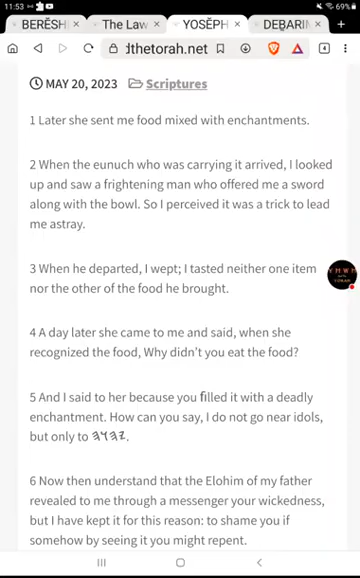 11:53 69%
The Law YOSĔPH
dthetorah.net 4
MAY 20, 2023 Scriptures
1 Later she sent me food mixed with enchantments.
2 When the eunuch who was carrying it arrived, I looked
up and saw a frightening man who offered me a sword
along with the bowl. So I perceived it was a trick to lead
me astray.
3 When he departed, I wept; I tasted neither one item
nor the other of the food he brought.
4 A day later she came to me and said, when she
recognized the food, Why didn't you eat the food?
5 And I said to her because you filled it with a deadly
enchantment. How can you say, I do not go near idols,
but only to 𐤉𐤄𐤅𐤄.
6 Now then understand that the Elohim of my father
revealed to me through a messenger your wickedness,
but I have kept it for this reason: to shame you if
somehow by seeing it you might repent.